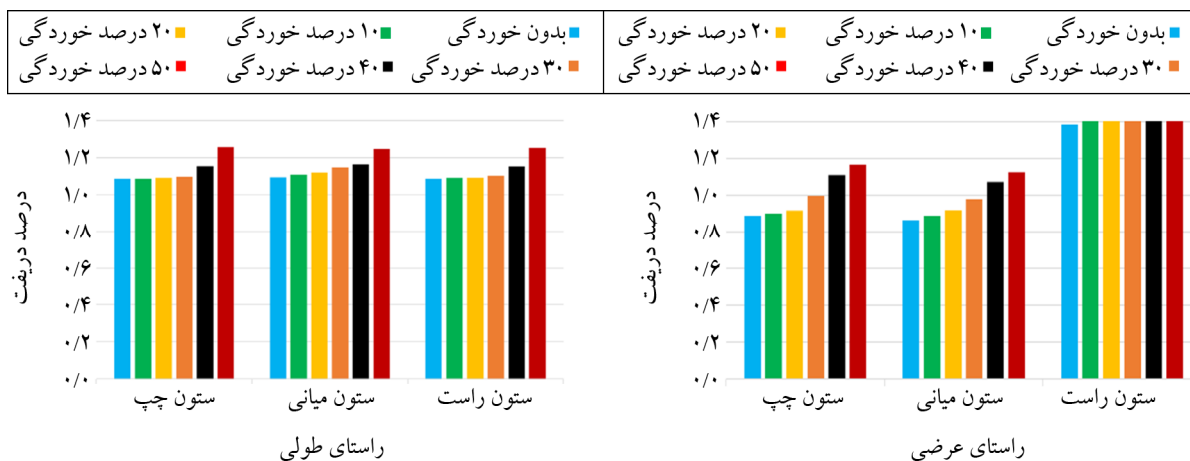 بدون خوردگی ۱۰ درصد خوردگی ۲۰ درصد خوردگی
۳۰ درصد خوردگی ۴۰ درصد خوردگی ۵۰ درصد خوردگی
بدون خوردگی ۱۰ درصد خوردگی ۲۰ درصد خوردگی
۳۰ درصد خوردگی ۴۰ درصد خوردگی ۵۰ درصد خوردگی
درصد دریفت
۱/۴
۱/۲
۱/۰
۰/۸
۰/۶
۰/۴
۰/۲
۰/۰
ستون چپ ستون میانی ستون راست
راستای عرضی
درصد دریفت
۱/۴
۱/۲
۱/۰
۰/۸
۰/۶
۰/۴
۰/۲
۰/۰
ستون چپ ستون میانی ستون راست
راستای طولی